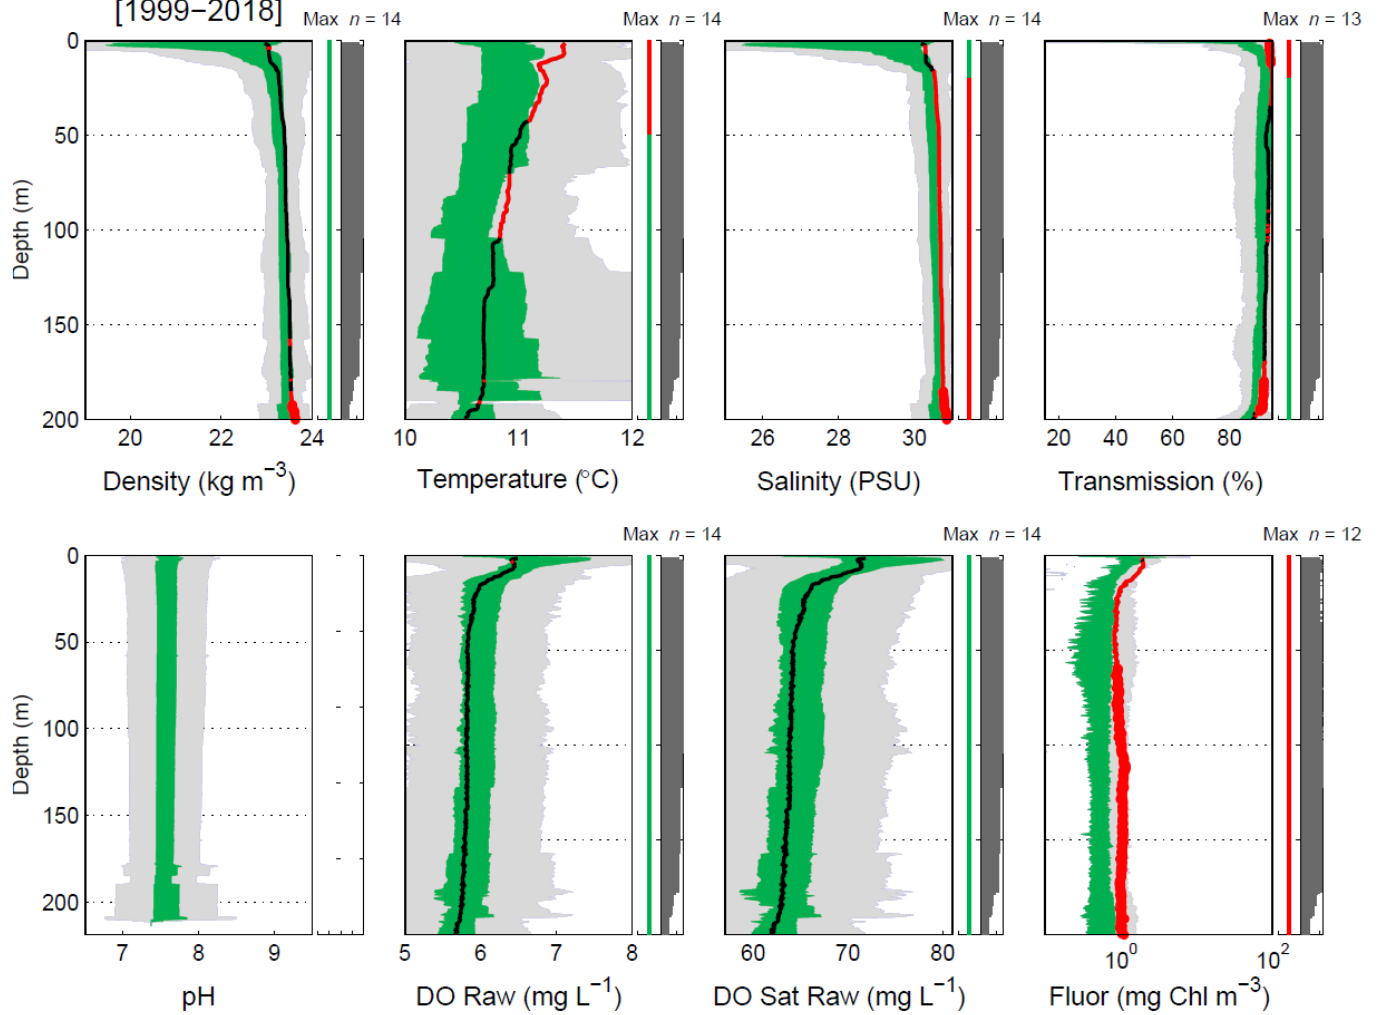 [1999−2018]
Max n = 14
Max n = 14
Max n = 14
Max n = 13
0
50
100
150
200
Depth (m)
20 22 24
10 11 12
26 28 30
20 40 60 80
Density (kg m−3)
Temperature (°C)
Salinity (PSU)
Transmission (%)
Max n = 14
Max n = 14
Max n = 12
0
50
100
150
200
Depth (m)
7 8 9
5 6 7 8
60 70 80
10^0 10^2
pH
DO Raw (mg L−1)
DO Sat Raw (mg L−1)
Fluor (mg Chl m−3)